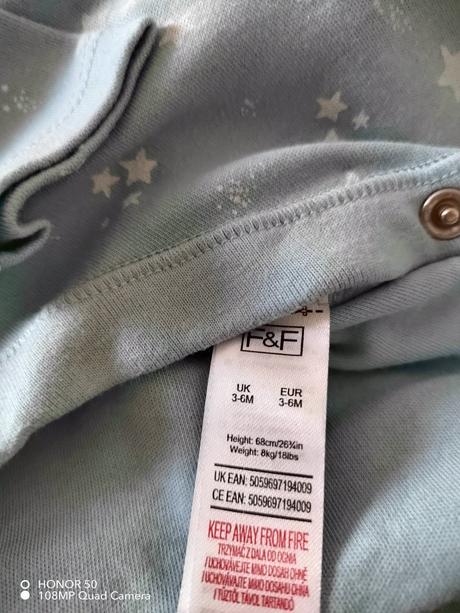 F&F
UK EUR
3-6M 3-6M
Height: 68cm/26¾in
Weight: 8kg/18lbs
UK EAN: 5059697194009
CE EAN: 5059697194009
KEEP AWAY FROM FIRE
TRZYMAĆ Z DALA OD OGNIA
/ UCHOVÁVEJTE MIMO DOSAH OHNĚ
/ UCHOVÁVAJTE MIMO DOSAHU OHŇA
/ TŰZTŐL TÁVOL TARTANDÓ
HONOR 50
108MP Quad Camera